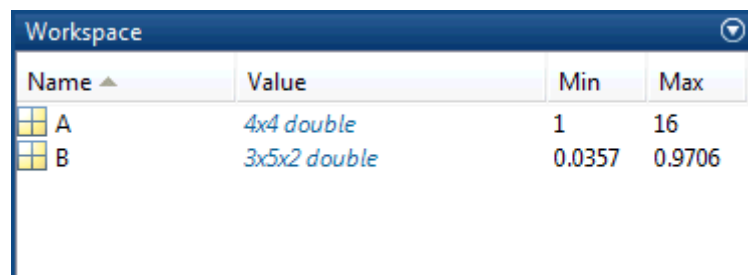 Workspace
Name Value Min Max
A 4x4 double 1 16
B 3x5x2 double 0.0357 0.9706